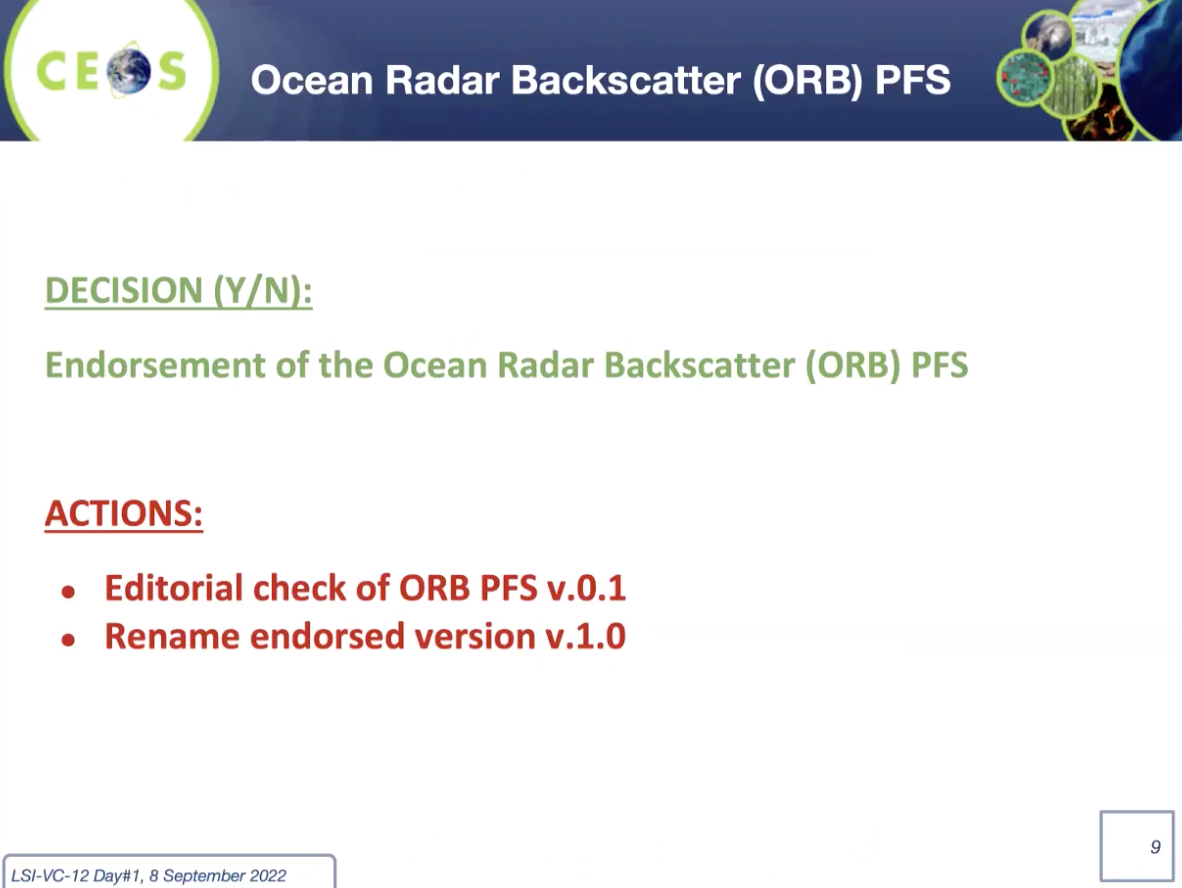 CEOS
Ocean Radar Backscatter (ORB) PFS
DECISION (Y/N):
Endorsement of the Ocean Radar Backscatter (ORB) PFS
ACTIONS:
● Editorial check of ORB PFS v.0.1
● Rename endorsed version v.1.0
9
LSI-VC-12 Day#1, 8 September 2022